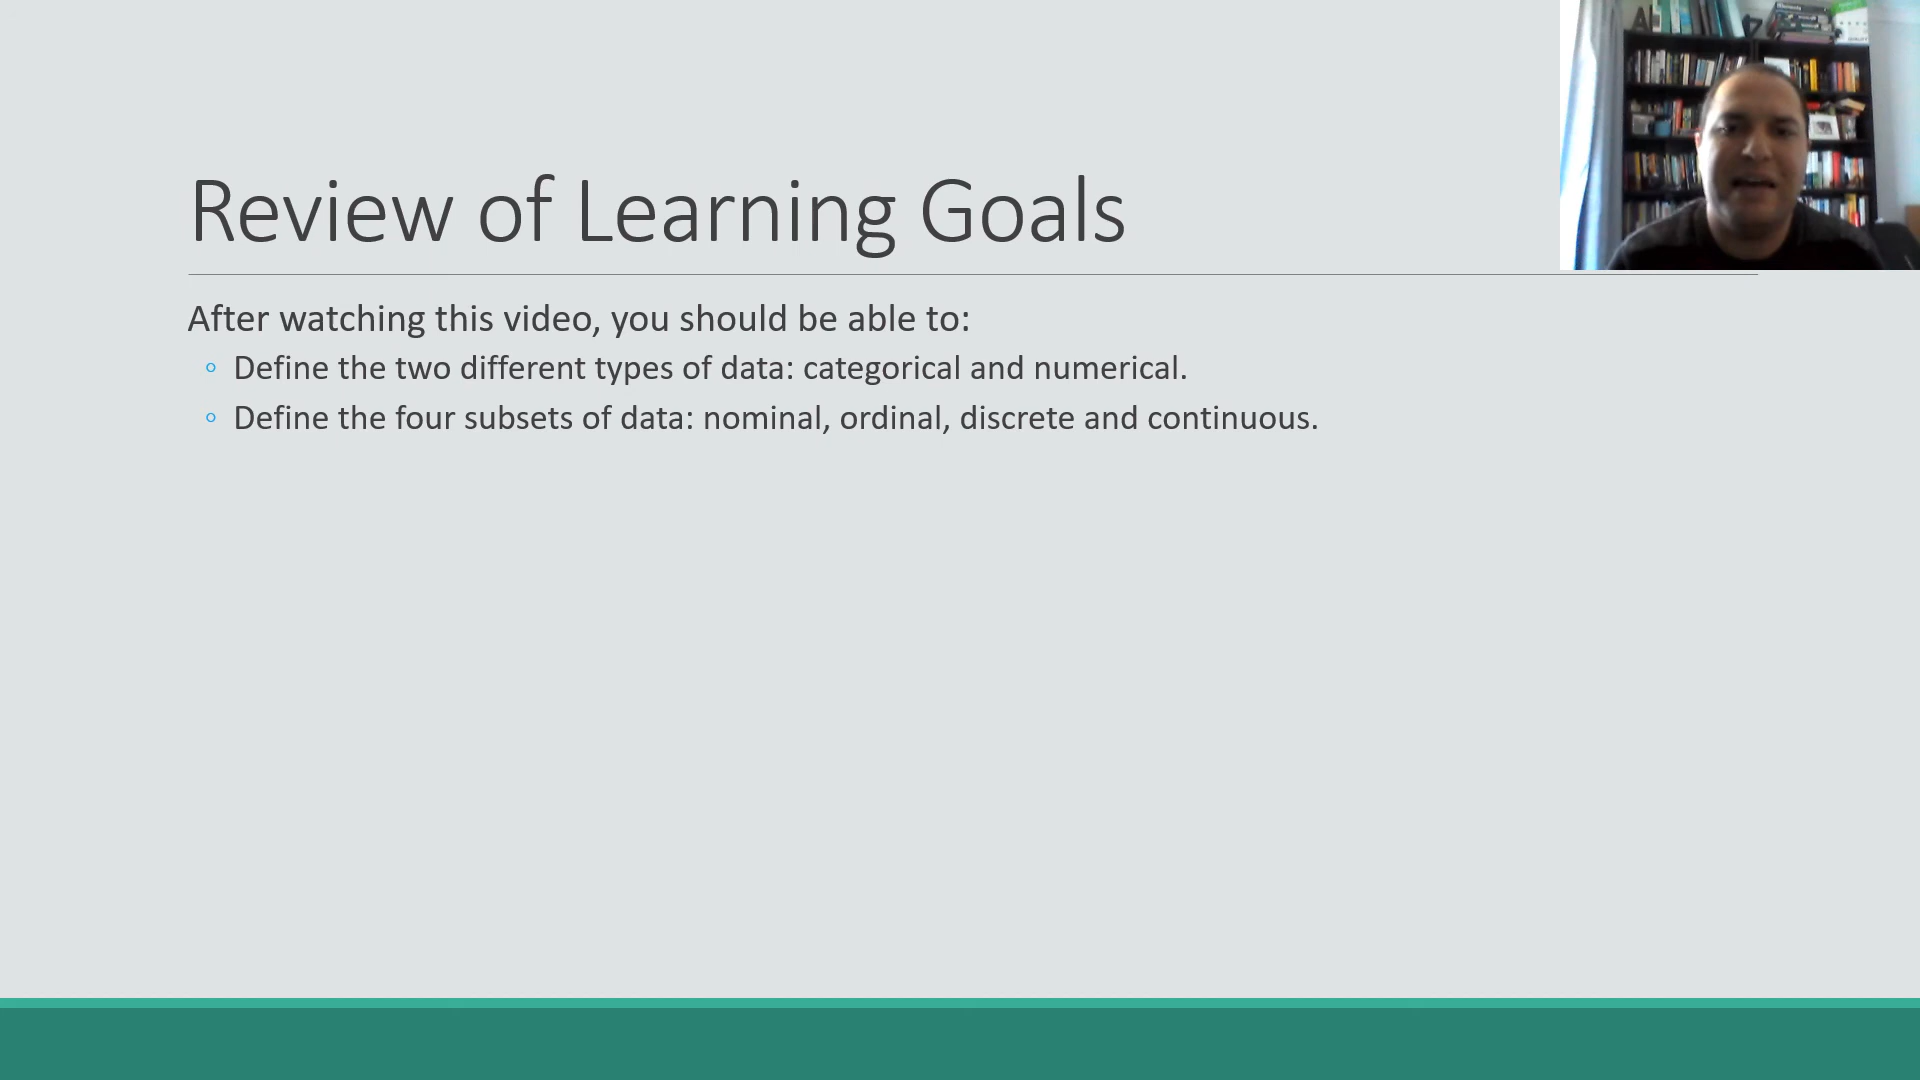 Review of Learning Goals
After watching this video, you should be able to:
Define the two different types of data: categorical and numerical.
Define the four subsets of data: nominal, ordinal, discrete and continuous.